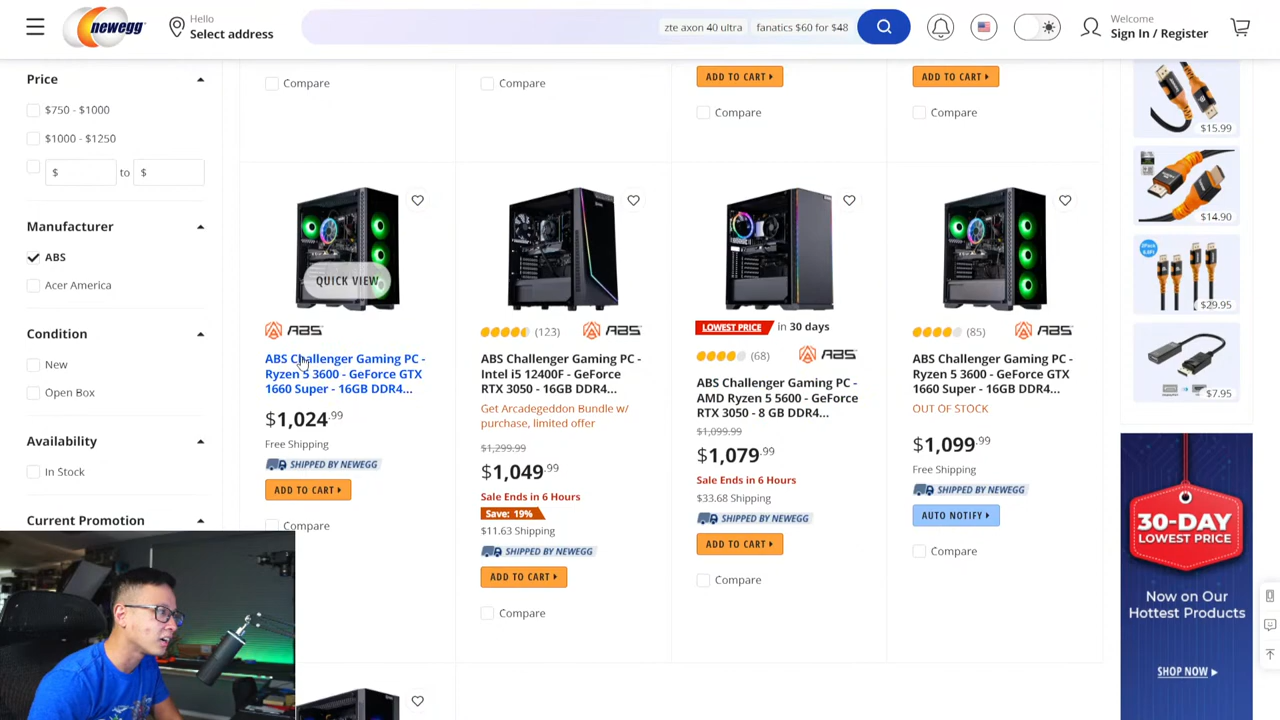 newegg
Hello
Select address
zte axon 40 ultra
fanatics $60 for $48
Welcome
Sign In / Register
Price
$750 - $1000
$1000 - $1250
$
to
$
Manufacturer
ABS
Acer America
Condition
New
Open Box
Availability
In Stock
Current Promotion
Compare
Compare
ADD TO CART
Compare
ADD TO CART
Compare
QUICK VIEW
ABS
ABS Challenger Gaming PC -
Ryzen 5 3600 - GeForce GTX
1660 Super - 16GB DDR4...
$1,024.99
Free Shipping
SHIPPED BY NEWEGG
ADD TO CART
Compare
(123)
ABS
ABS Challenger Gaming PC -
Intel i5 12400F - GeForce
RTX 3050 - 16GB DDR4...
Get Arcadegeddon Bundle w/
purchase, limited offer
$1,299.99
$1,049.99
Sale Ends in 6 Hours
Save: 19%
$11.63 Shipping
SHIPPED BY NEWEGG
ADD TO CART
Compare
LOWEST PRICE in 30 days
(68)
ABS
ABS Challenger Gaming PC -
AMD Ryzen 5 5600 - GeForce
RTX 3050 - 8 GB DDR4...
$1,099.99
$1,079.99
Sale Ends in 6 Hours
$33.68 Shipping
SHIPPED BY NEWEGG
ADD TO CART
Compare
(85)
ABS
ABS Challenger Gaming PC -
Ryzen 5 3600 - GeForce GTX
1660 Super - 16GB DDR4...
OUT OF STOCK
$1,099.99
Free Shipping
SHIPPED BY NEWEGG
AUTO NOTIFY
Compare
$15.99
$14.90
$29.95
$7.95
30-DAY
LOWEST PRICE
Now on Our
Hottest Products
SHOP NOW